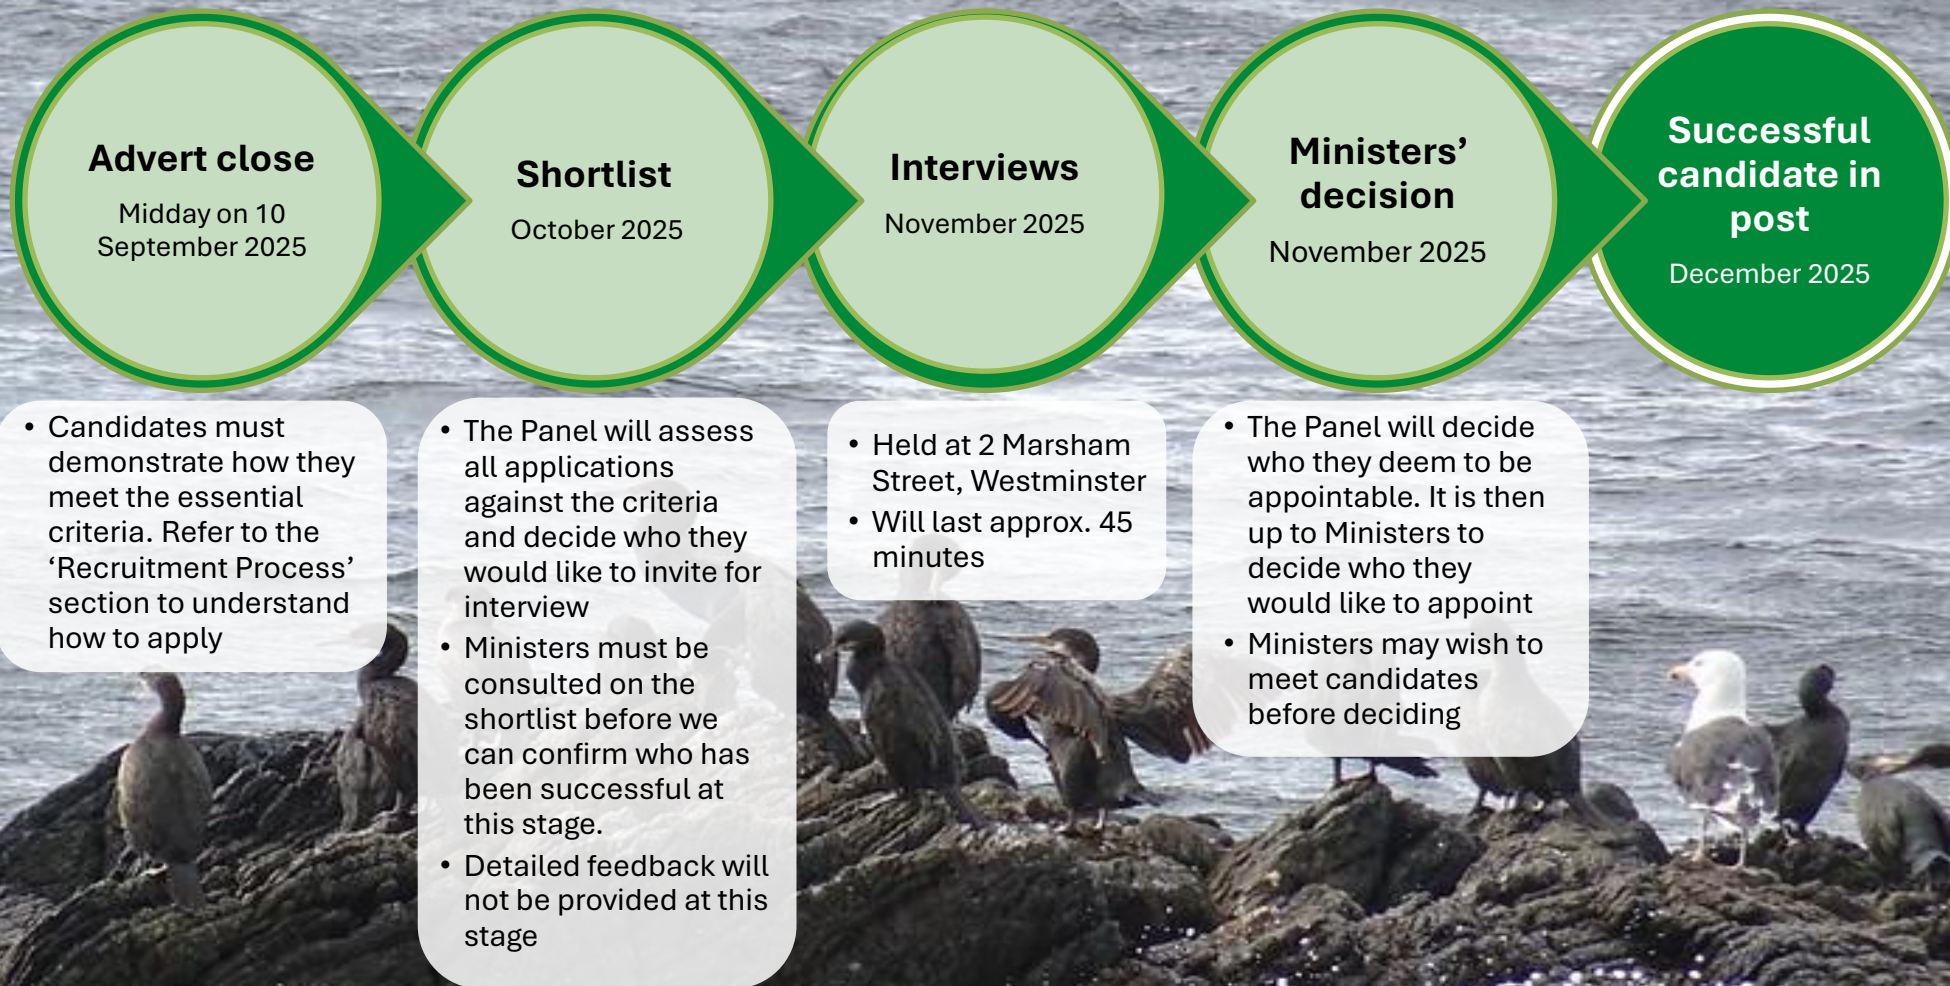 Advert close
Midday on 10
September 2025
Shortlist
October 2025
Interviews
November 2025
Ministers’
decision
November 2025
Successful
candidate in
post
December 2025
• Candidates must
demonstrate how they
meet the essential
criteria. Refer to the
‘Recruitment Process’
section to understand
how to apply
• The Panel will assess
all applications
against the criteria
and decide who they
would like to invite for
interview
• Ministers must be
consulted on the
shortlist before we
can confirm who has
been successful at
this stage.
• Detailed feedback will
not be provided at this
stage
• Held at 2 Marsham
Street, Westminster
• Will last approx. 45
minutes
• The Panel will decide
who they deem to be
appointable. It is then
up to Ministers to
decide who they
would like to appoint
• Ministers may wish to
meet candidates
before deciding